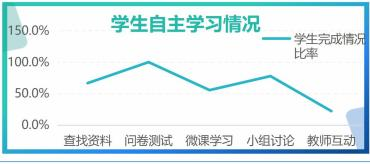 学生自主学习情况
150.0%
100.0%
50.0%
0.0%
学生完成情况
比率
查找资料 问卷测试 微课学习 小组讨论 教师互动